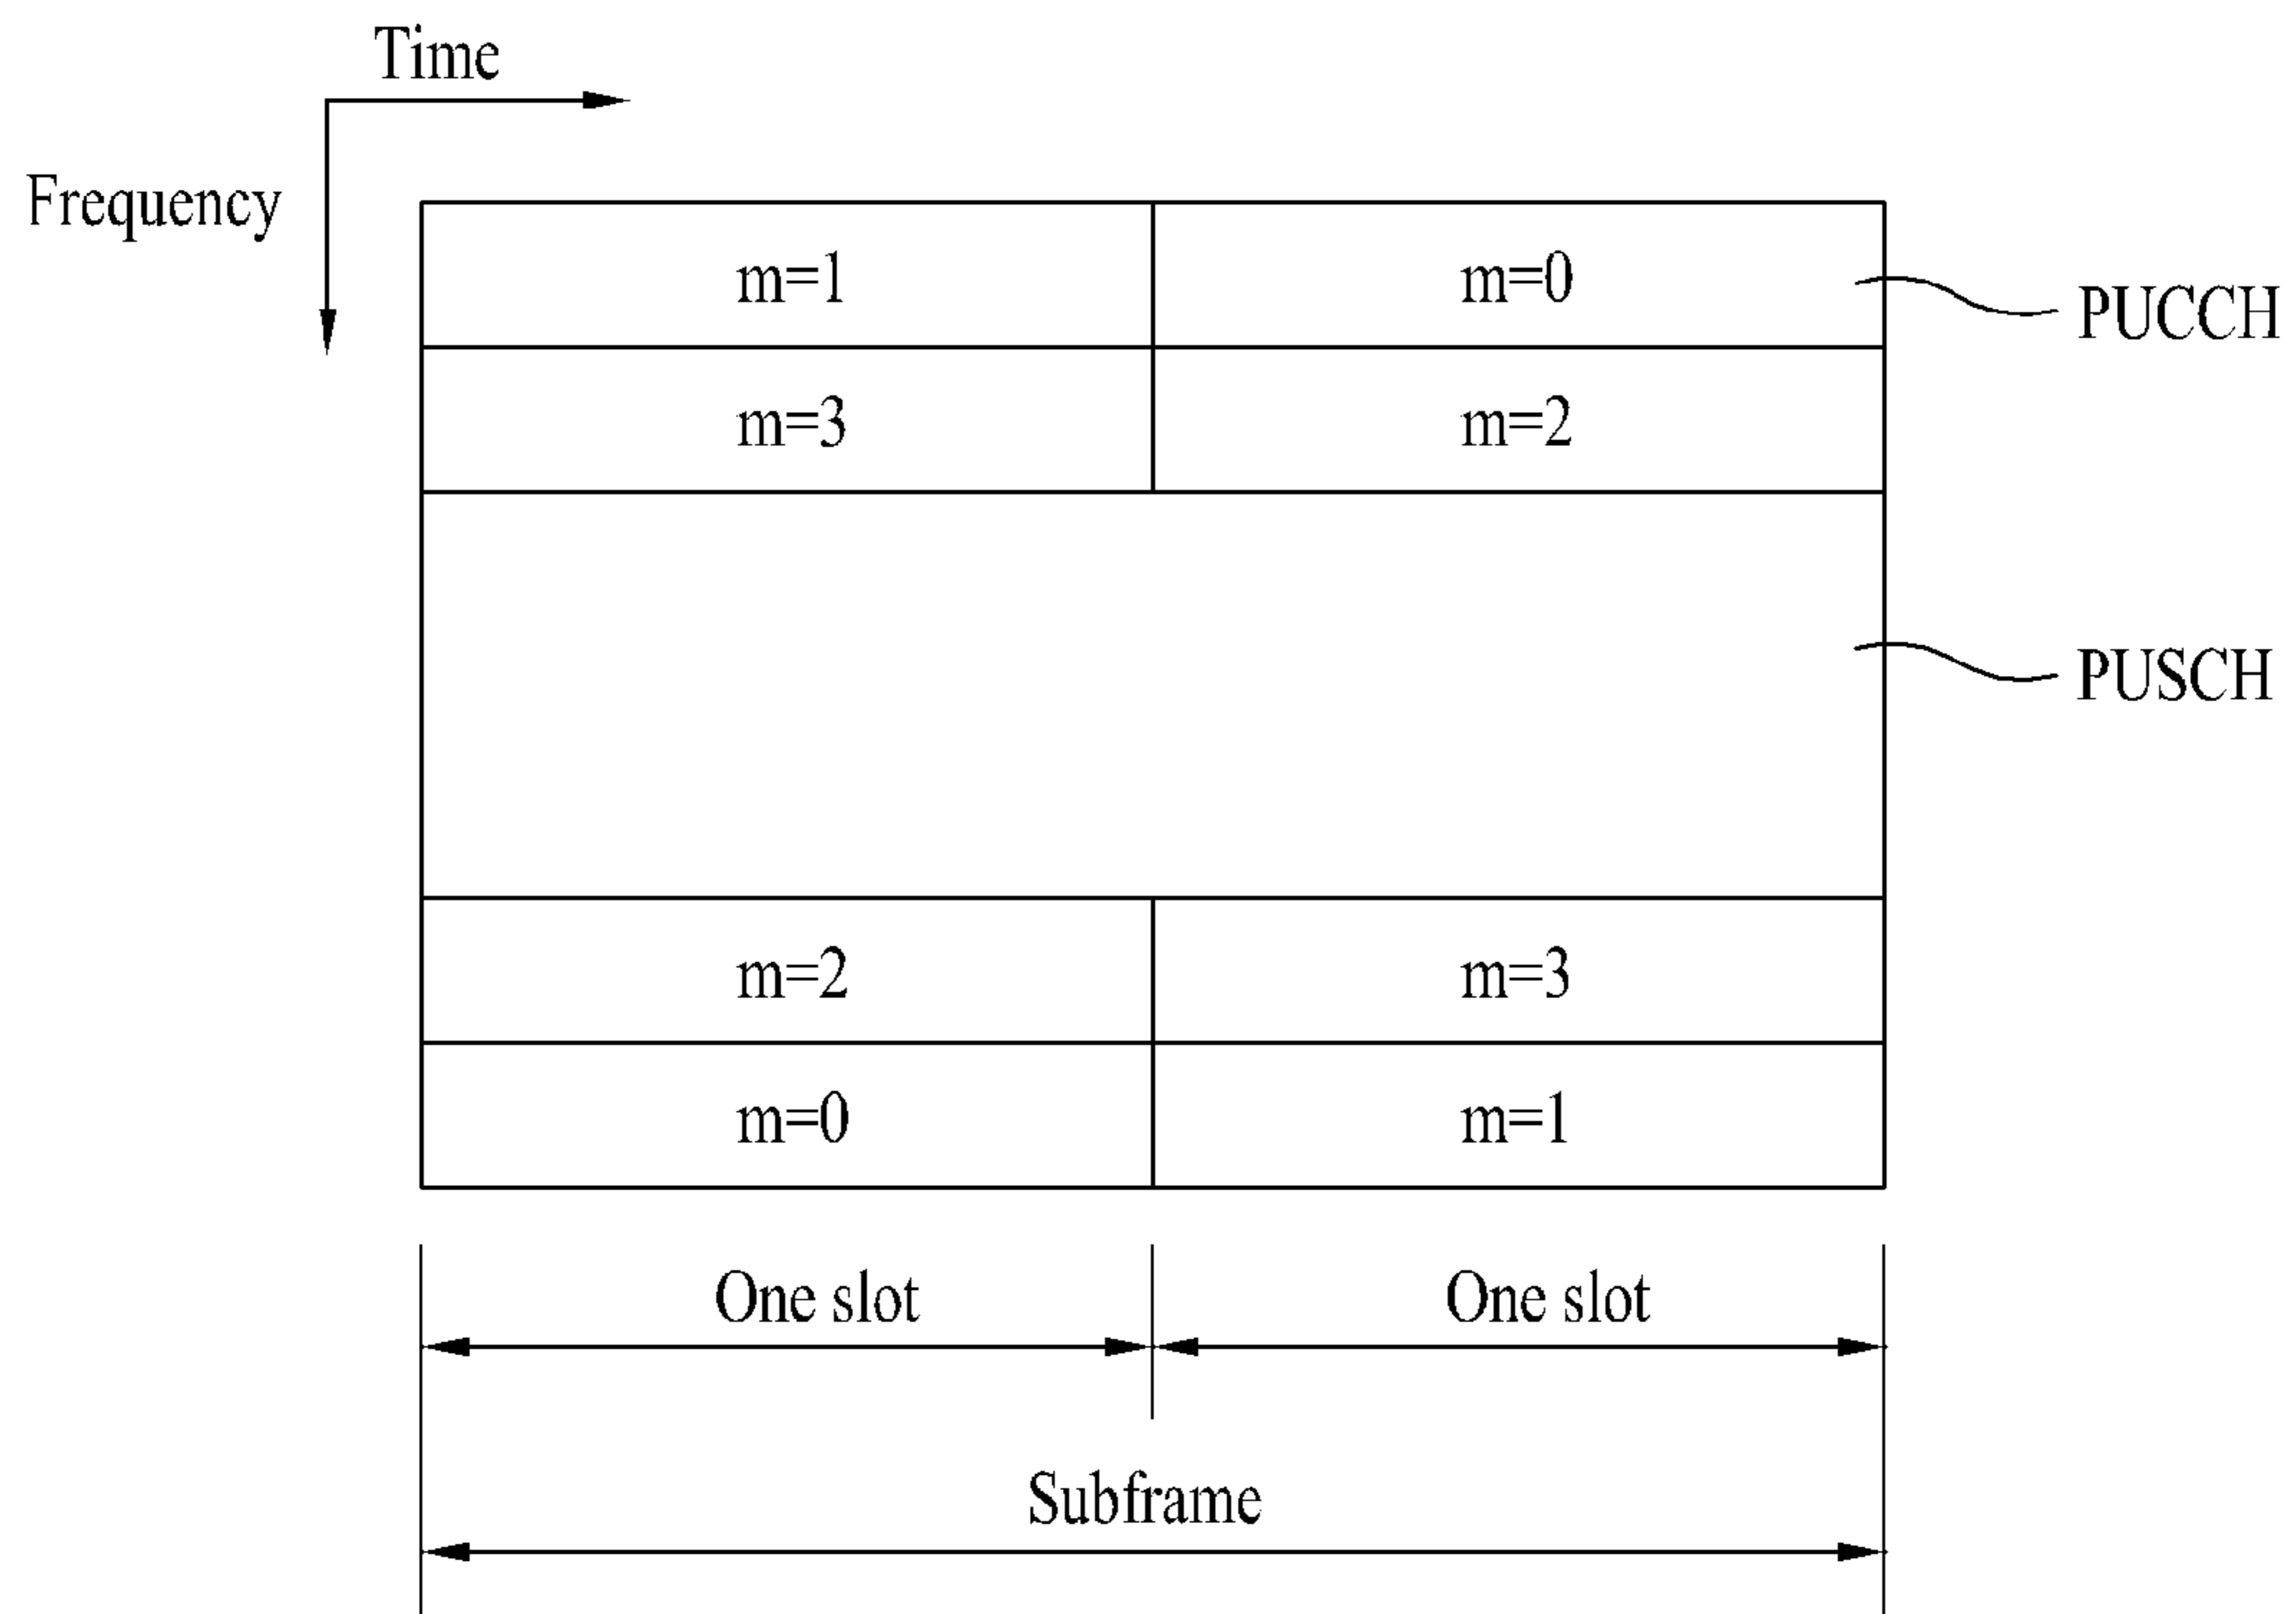 Time
Frequency
m=1 m=0
PUCCH
m=3 m=2
PUSCH
m=2 m=3
m=0 m=1
One slot One slot
Subframe